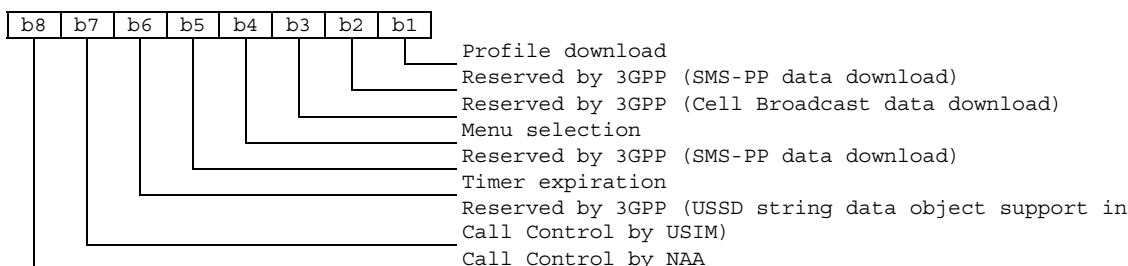 b8 b7 b6 b5 b4 b3 b2 b1
Profile download
Reserved by 3GPP (SMS-PP data download)
Reserved by 3GPP (Cell Broadcast data download)
Menu selection
Reserved by 3GPP (SMS-PP data download)
Timer expiration
Reserved by 3GPP (USSD string data object support in
Call Control by USIM)
Call Control by NAA